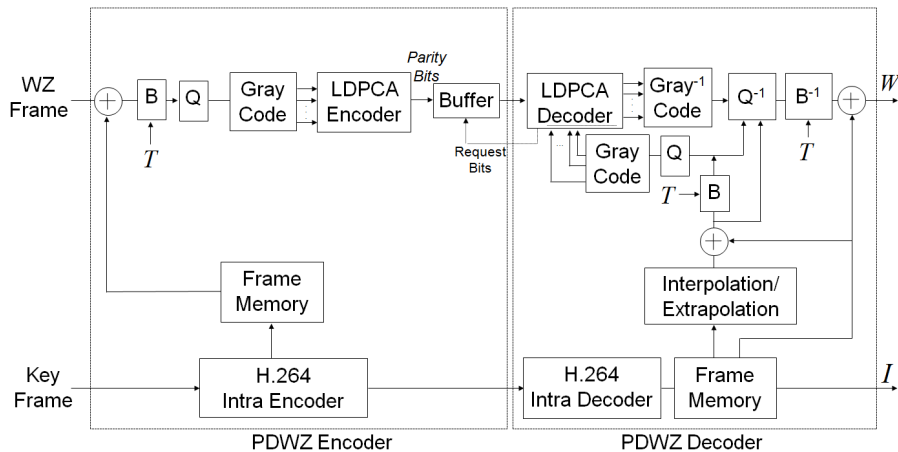 WZ
Frame
B
Q
Gray
Code
LDPCA
Encoder
Parity
Bits
Buffer
T
Request
Bits
LDPCA
Decoder
Gray-1
Code
Q-1
B-1
W
T
Gray
Code
Q
T
B
Frame
Memory
Interpolation/
Extrapolation
Key
Frame
H.264
Intra Encoder
H.264
Intra Decoder
Frame
Memory
I
PDWZ Encoder
PDWZ Decoder